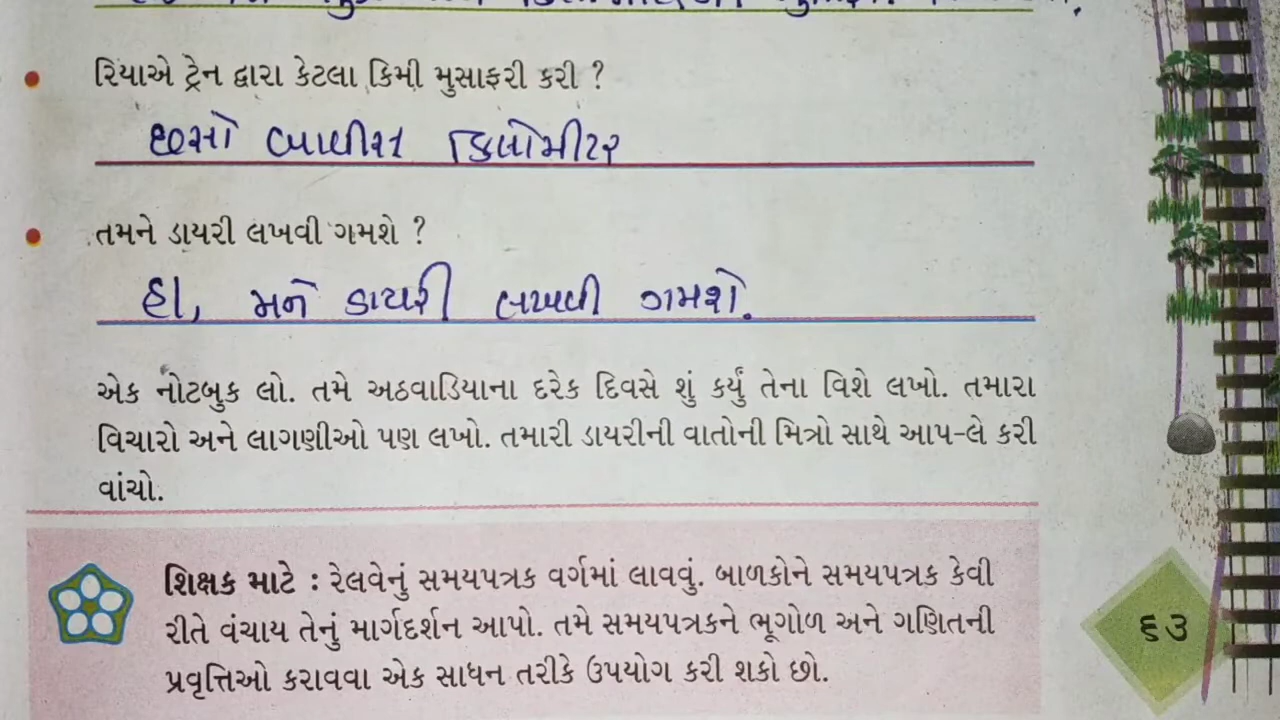 રિયાએ ટ્રેન દ્વારા કેટલા કિમી મુસાફરી કરી ?
છસો ચાલીસ કિલોમીટર
તમને ડાયરી લખવી ગમશે ?
હા, મને ડાયરી લખવી ગમશે.
એક નોટબુક લો. તમે અઠવાડિયાના દરેક દિવસે શું કર્યું તેના વિશે લખો. તમારા
વિચારો અને લાગણીઓ પણ લખો. તમારી ડાયરીની વાતોની મિત્રો સાથે આપ-લે કરી
વાંચો.
શિક્ષક માટે : રેલવેનું સમયપત્રક વર્ગમાં લાવવું. બાળકોને સમયપત્રક કેવી
રીતે વંચાય તેનું માર્ગદર્શન આપો. તમે સમયપત્રકને ભૂગોળ અને ગણિતની
પ્રવૃત્તિઓ કરાવવા એક સાધન તરીકે ઉપયોગ કરી શકો છો.
૬૩